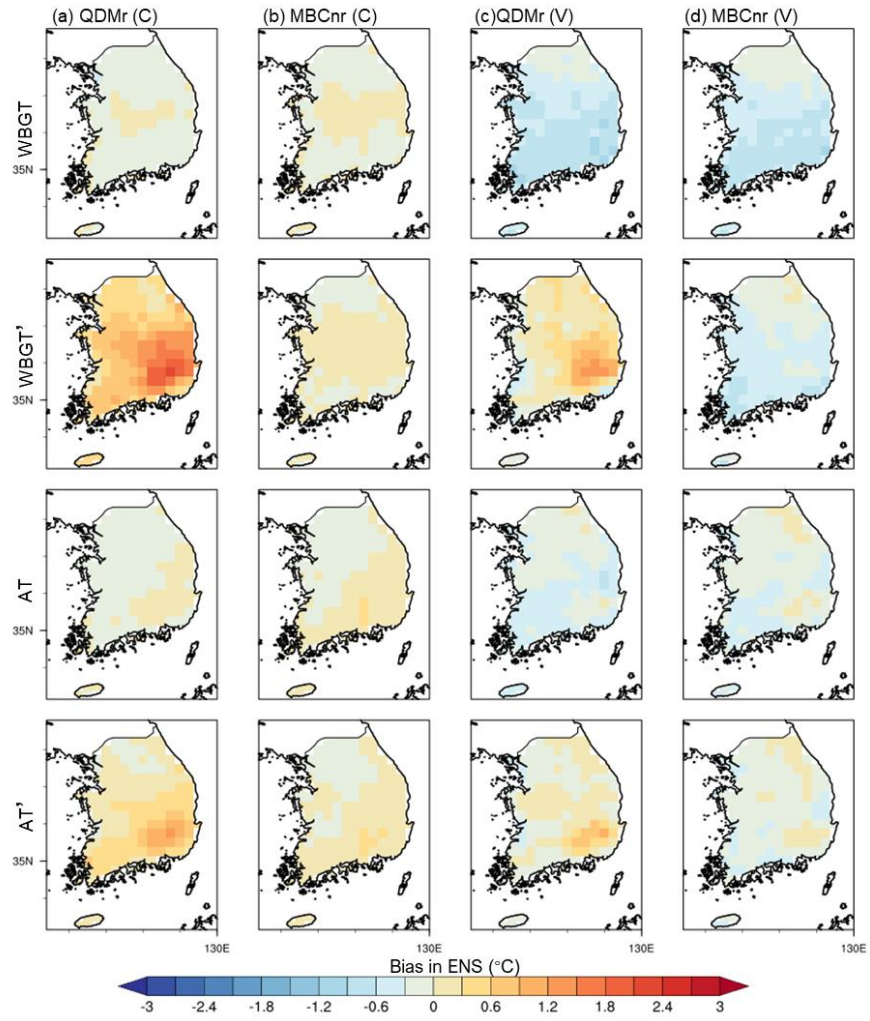 (a) QDMr (C) (b) MBCnr (C) (c)QDMr (V) (d) MBCnr (V)
WBGT
35N
WBGT'
35N
AT
35N
AT'
35N
130E 130E 130E 130E
Bias in ENS (°C)
-3 -2.4 -1.8 -1.2 -0.6 0 0.6 1.2 1.8 2.4 3